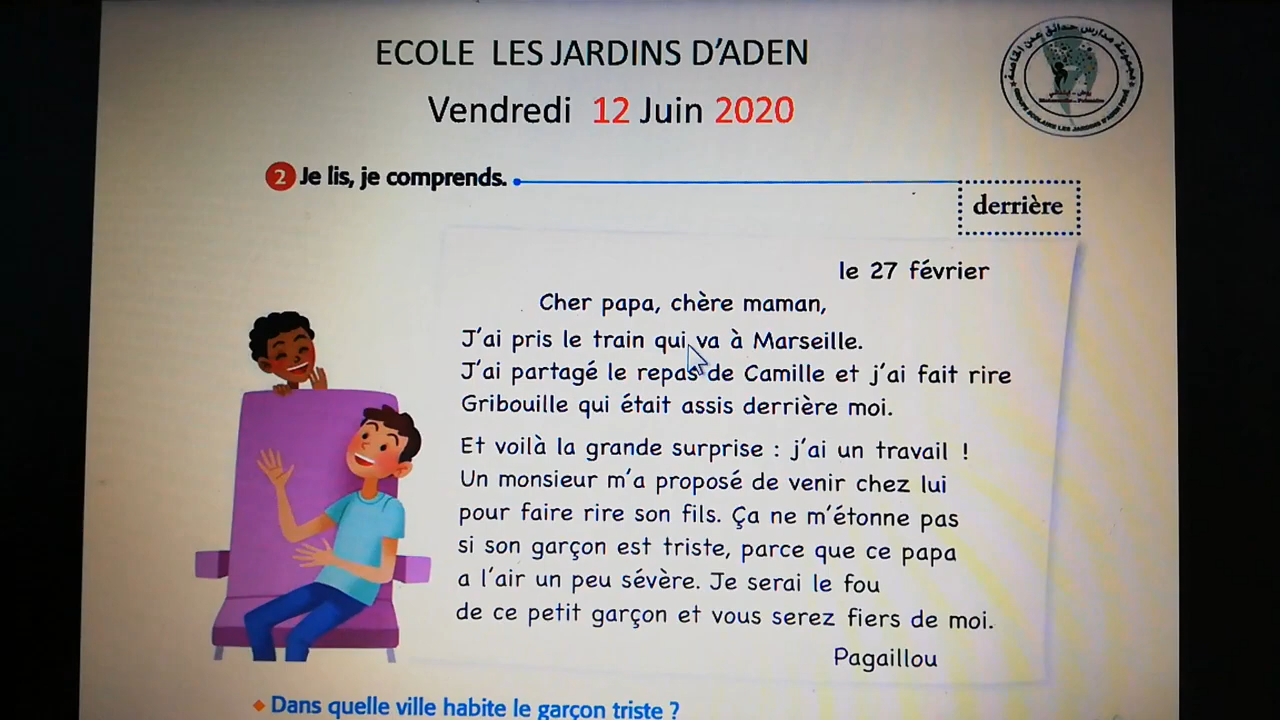 ECOLE LES JARDINS D'ADEN
Vendredi 12 Juin 2020
2 Je lis, je comprends.
derrière
le 27 février
Cher papa, chère maman,
J'ai pris le train qui va à Marseille.
J'ai partagé le repas de Camille et j'ai fait rire
Gribouille qui était assis derrière moi.
Et voilà la grande surprise : j'ai un travail !
Un monsieur m'a proposé de venir chez lui
pour faire rire son fils. Ça ne m'étonne pas
si son garçon est triste, parce que ce papa
a l'air un peu sévère. Je serai le fou
de ce petit garçon et vous serez fiers de moi.
Pagaillou
Dans quelle ville habite le garçon triste ?